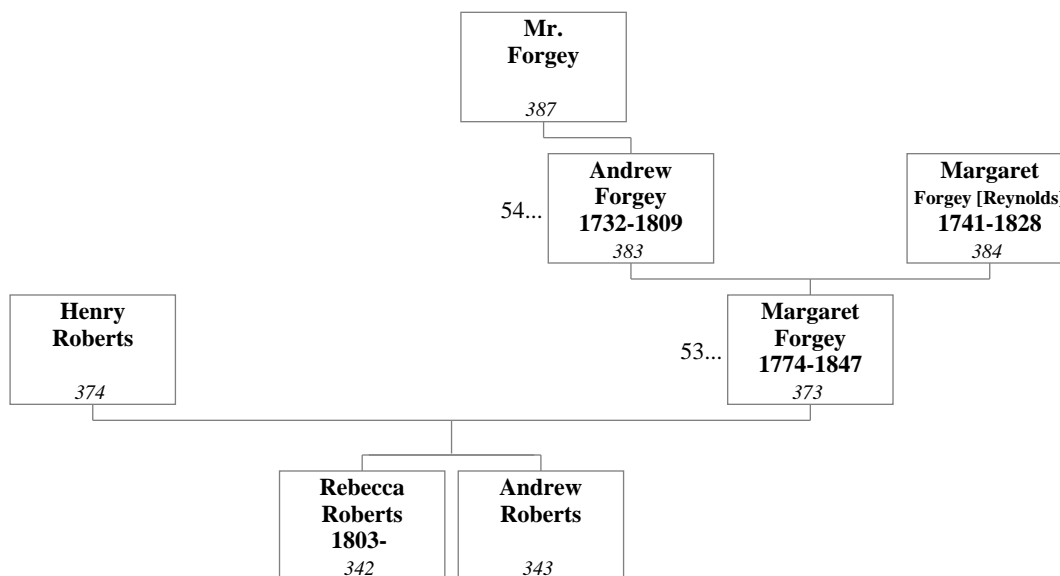 Mr.
Forgey
387
54...
Andrew
Forgey
1732-1809
383
Margaret
Forgey [Reynolds]
1741-1828
384
Henry
Roberts
374
53...
Margaret
Forgey
1774-1847
373
Rebecca
Roberts
1803-
342
Andrew
Roberts
343